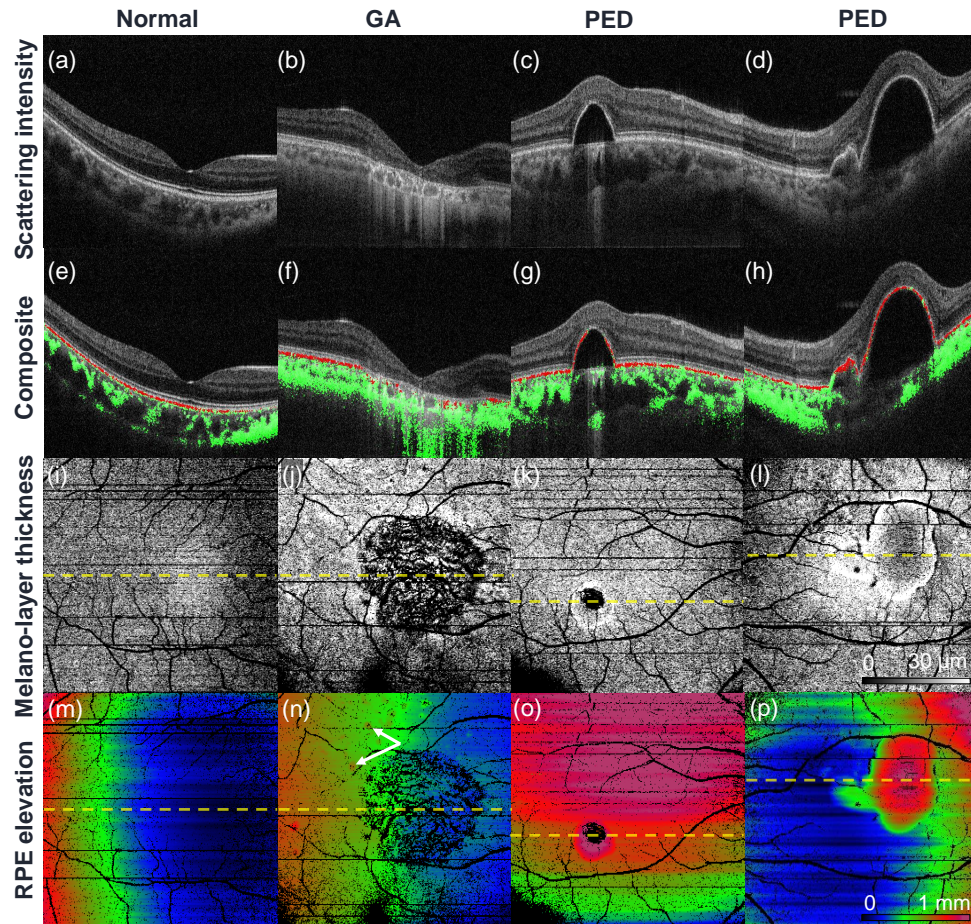 Normal GA PED PED
Scattering intensity
(a) (b) (c) (d)
Composite
(e) (f) (g) (h)
Melano-layer thickness
(i) (j) (k) (l)
0 30 µm
RPE elevation
(m) (n) (o) (p)
0 1 mm